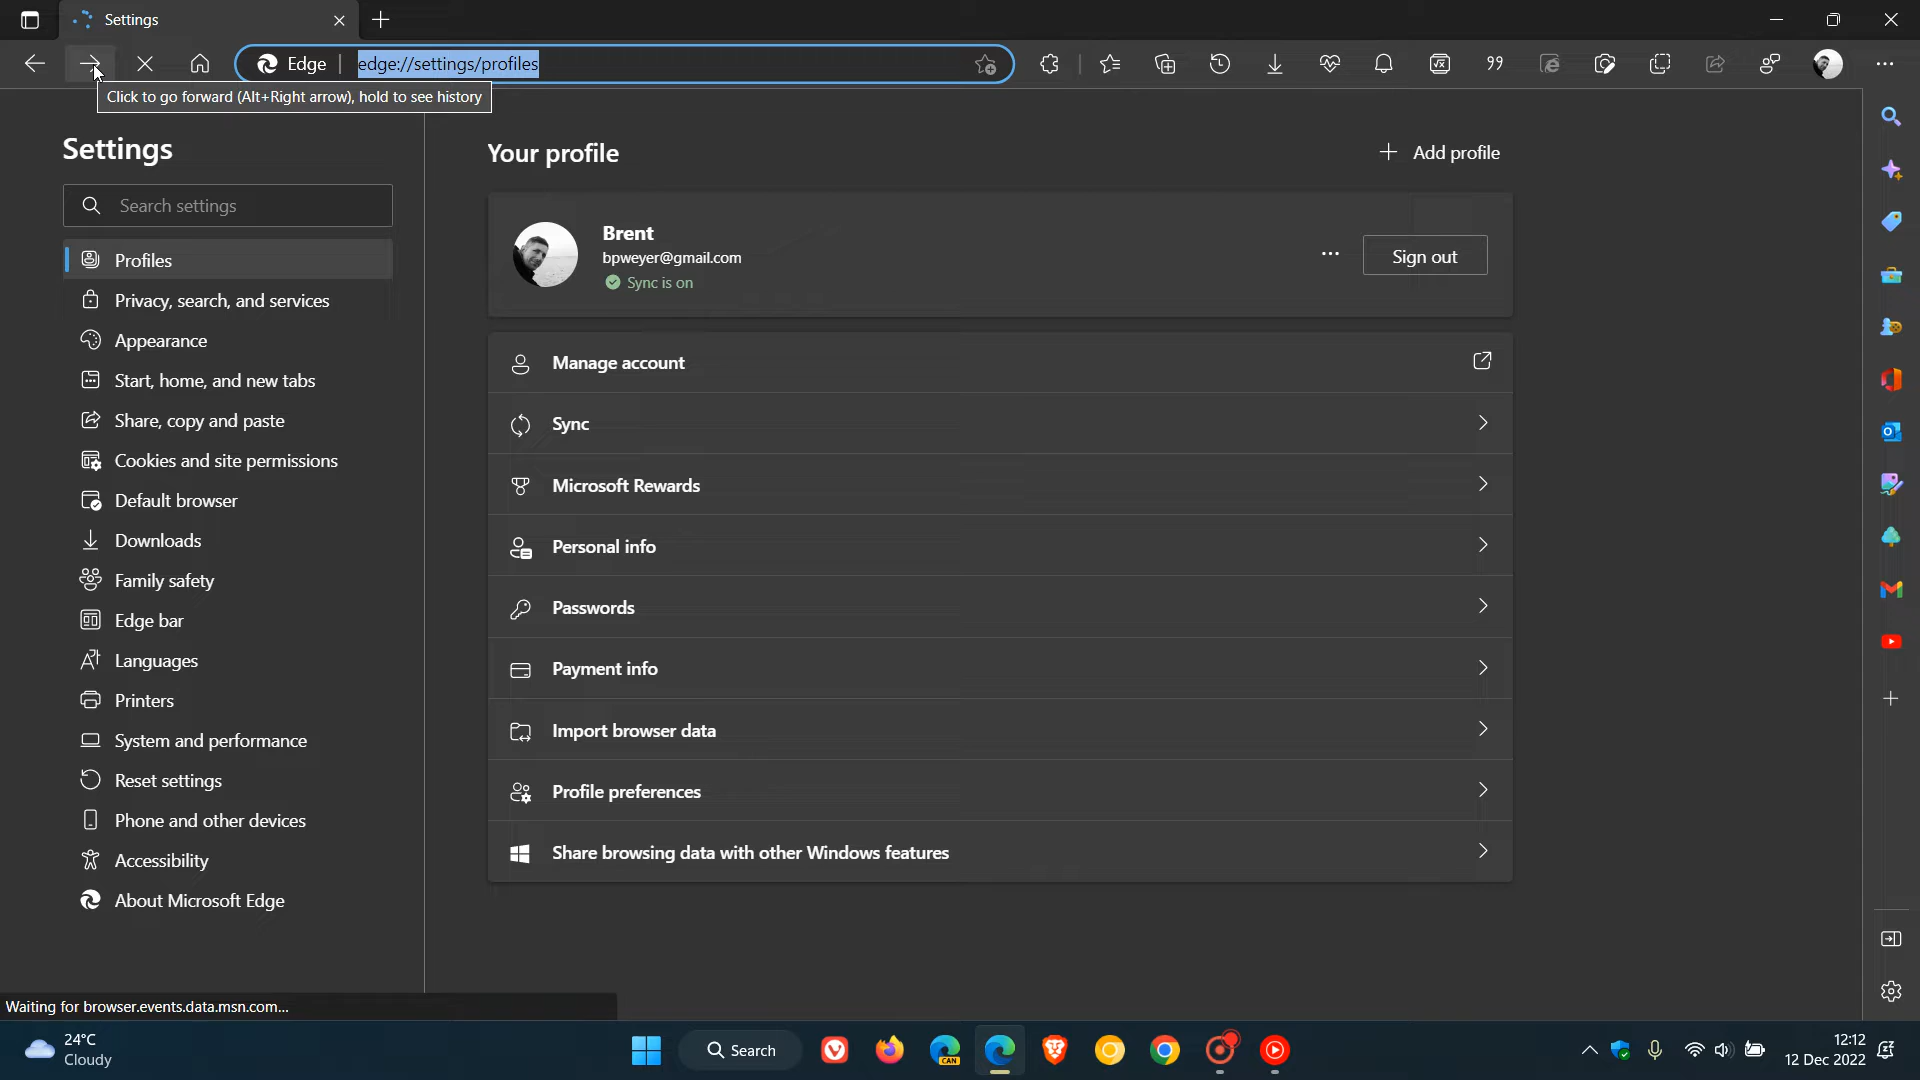 Settings
Edge
edge://settings/profiles
Click to go forward (Alt+Right arrow), hold to see history
Settings
Search settings
Profiles
Privacy, search, and services
Appearance
Start, home, and new tabs
Share, copy and paste
Cookies and site permissions
Default browser
Downloads
Family safety
Edge bar
Languages
Printers
System and performance
Reset settings
Phone and other devices
Accessibility
About Microsoft Edge
Your profile
Add profile
Brent
bpweyer@gmail.com
Sync is on
Sign out
Manage account
Sync
Microsoft Rewards
Personal info
Passwords
Payment info
Import browser data
Profile preferences
Share browsing data with other Windows features
Waiting for browser.events.data.msn.com...
24°C
Cloudy
Search
CAN
12:12
12 Dec 2022